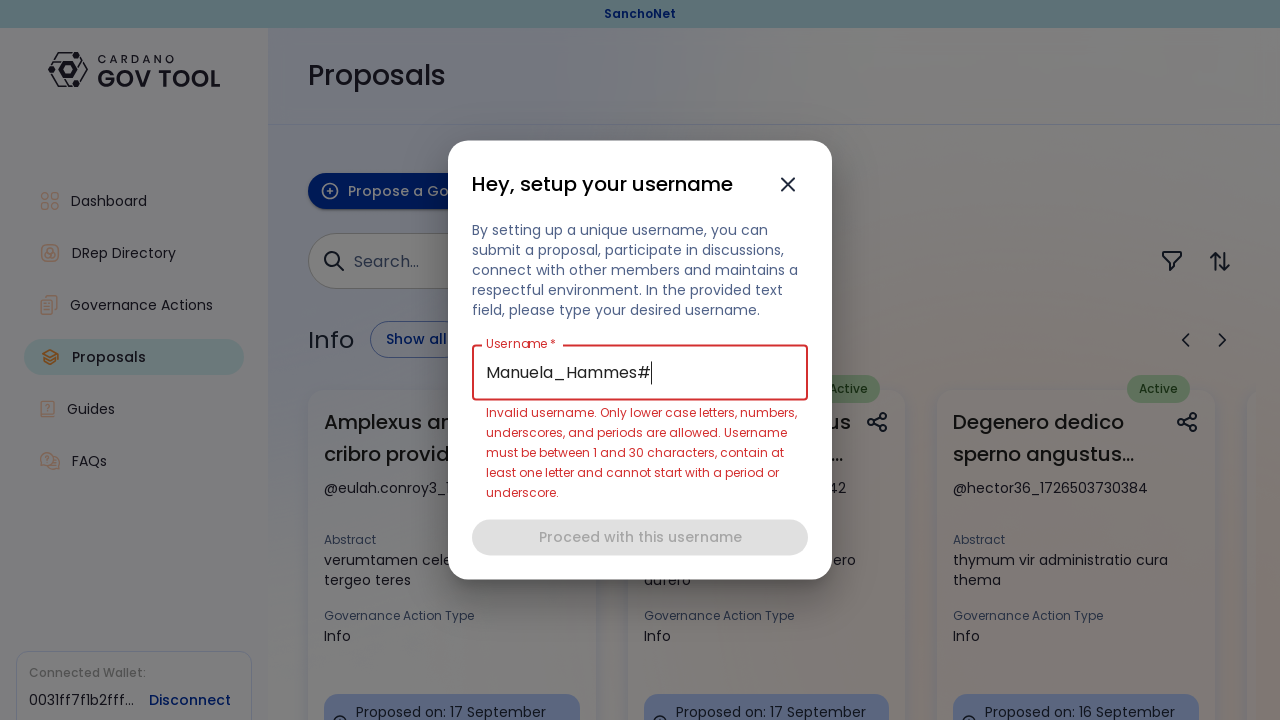 SanchoNet
CARDANO
GOV TOOL
Dashboard
DRep Directory
Governance Actions
Proposals
Guides
FAQs
Connected Wallet:
0031ff7f1b2fff...
Disconnect
Proposals
Propose a Go
Search...
Info
Show all
Hey, setup your username
By setting up a unique username, you can
submit a proposal, participate in discussions,
connect with other members and maintains a
respectful environment. In the provided text
field, please type your desired username.
Username *
Manuela_Hammes#
Invalid username. Only lower case letters, numbers,
underscores, and periods are allowed. Username
must be between 1 and 30 characters, contain at
least one letter and cannot start with a period or
underscore.
Proceed with this username
Amplexus
cribro provid
@eulah.conroy3_
Abstract
verumtamen cele
tergeo teres
Governance Action Type
Info
Proposed on: 17 September
Active
us
...
42
ero
Governance Action Type
Info
Proposed on: 17 September
Active
Degenero dedico
sperno angustus...
@hector36_1726503730384
Abstract
thymum vir administratio cura
thema
Governance Action Type
Info
Proposed on: 16 September